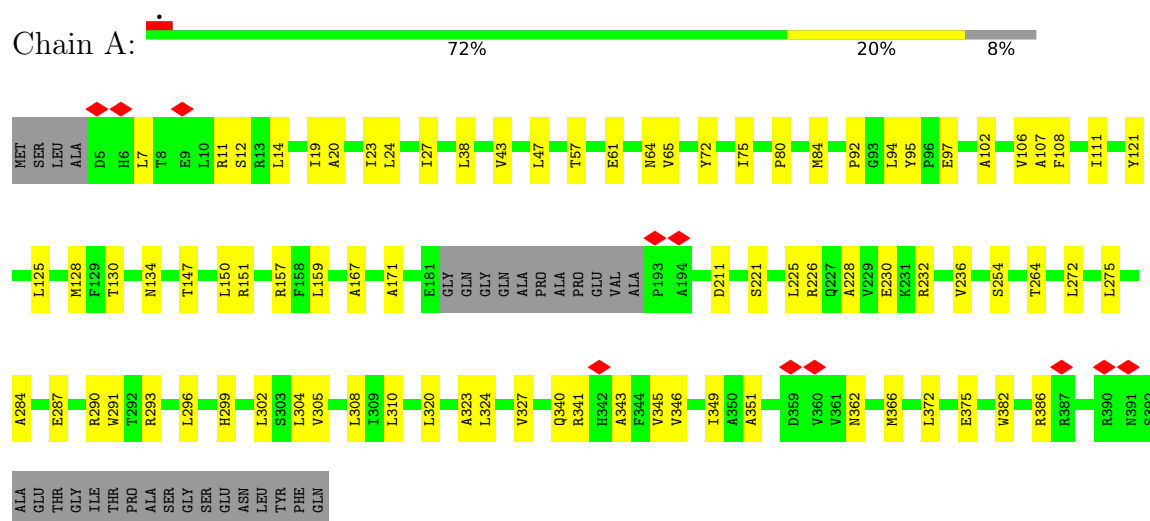 Chain A:
72% 20% 8%
MET SER LEU ALA D5 H6 L7 T8 E9 L10 R11 S12 R13 L14 I19 A20 I23 L24 I27 L38 V43 L47 T57 E61 N64 V65 Y72 I75 P80 M84 P92 G93 L94 Y95 P96 E97 A102 V106 A107 F108 I111 Y121
L125 M128 F129 T130 N134 T147 L150 R151 R157 F158 L159 A167 A171 E181 GLY GLN GLY GLN ALA PRO ALA PRO GLU VAL ALA P193 A194 D211 S221 L225 R226 Q227 A228 V229 E230 K231 R232 V236 S254 T264 L272 L275
A284 E287 R290 W291 T292 R293 L296 H299 L302 S303 L304 V305 L308 I309 L310 L320 A323 L324 V327 Q340 R341 H342 A343 F344 V345 V346 I349 A350 A351 D359 V360 V361 N362 M366 L372 E375 W382 R386 R387 R390 N391 S392
ALA GLU THR GLY ILE THR PRO ALA SER GLY SER GLU ASN LEU TYR PHE GLN